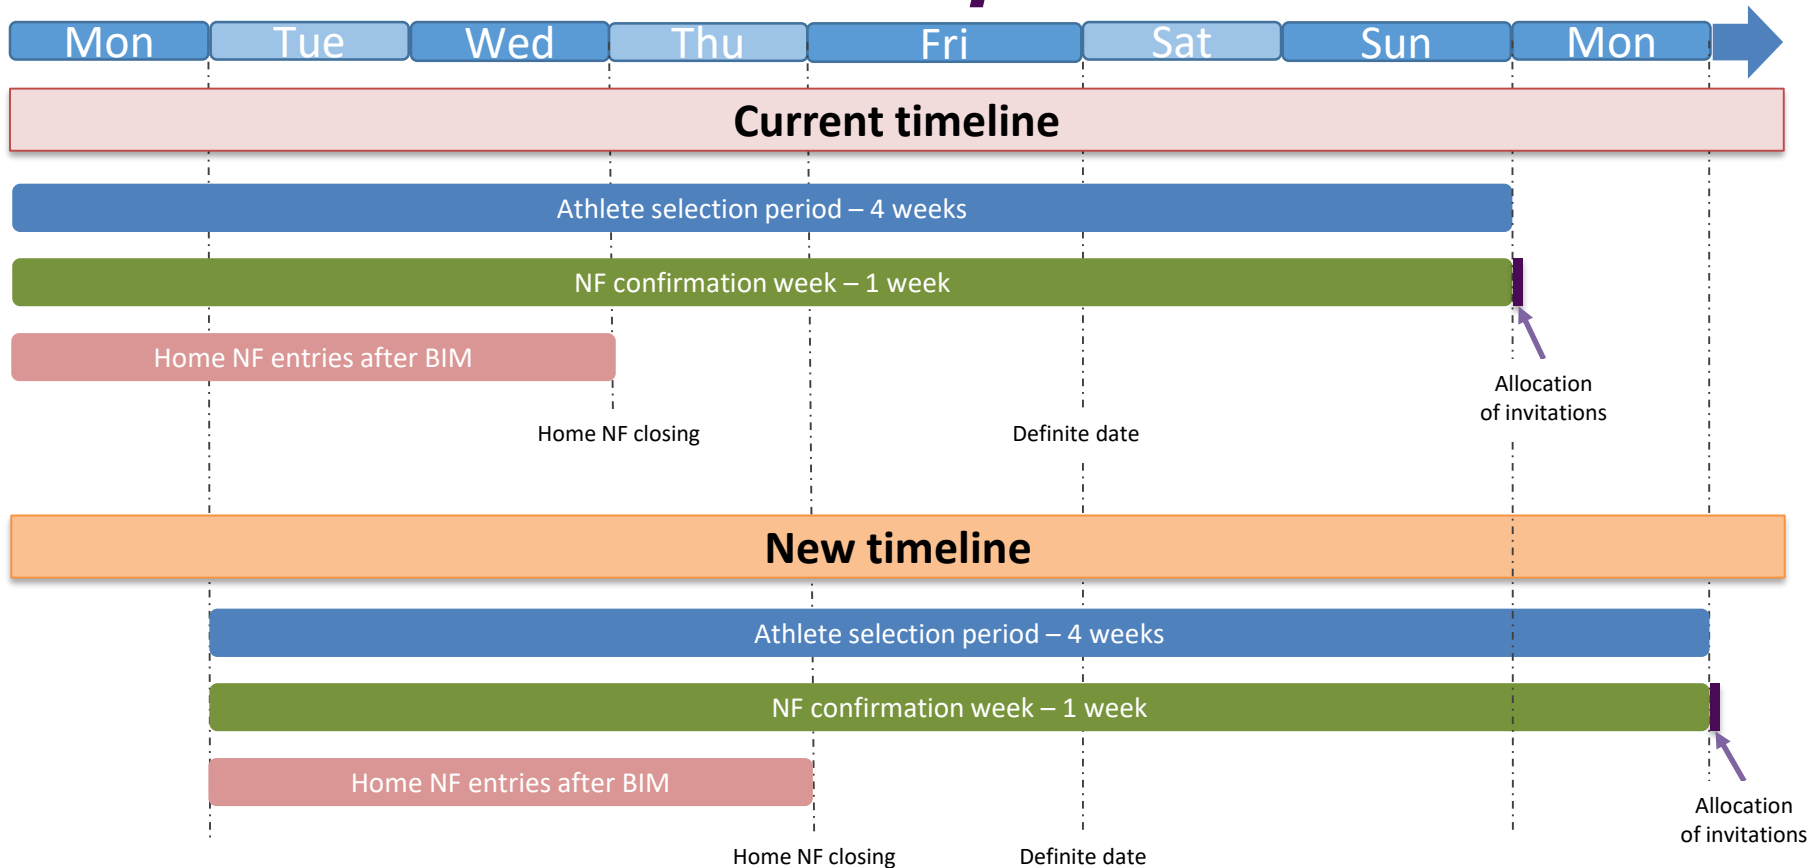 Mon Tue Wed Thu Fri Sat Sun Mon
Current timeline
Athlete selection period – 4 weeks
NF confirmation week – 1 week
Home NF entries after BIM
Allocation
of invitations
Home NF closing
Definite date
New timeline
Athlete selection period – 4 weeks
NF confirmation week – 1 week
Home NF entries after BIM
Allocation
of invitations
Home NF closing
Definite date